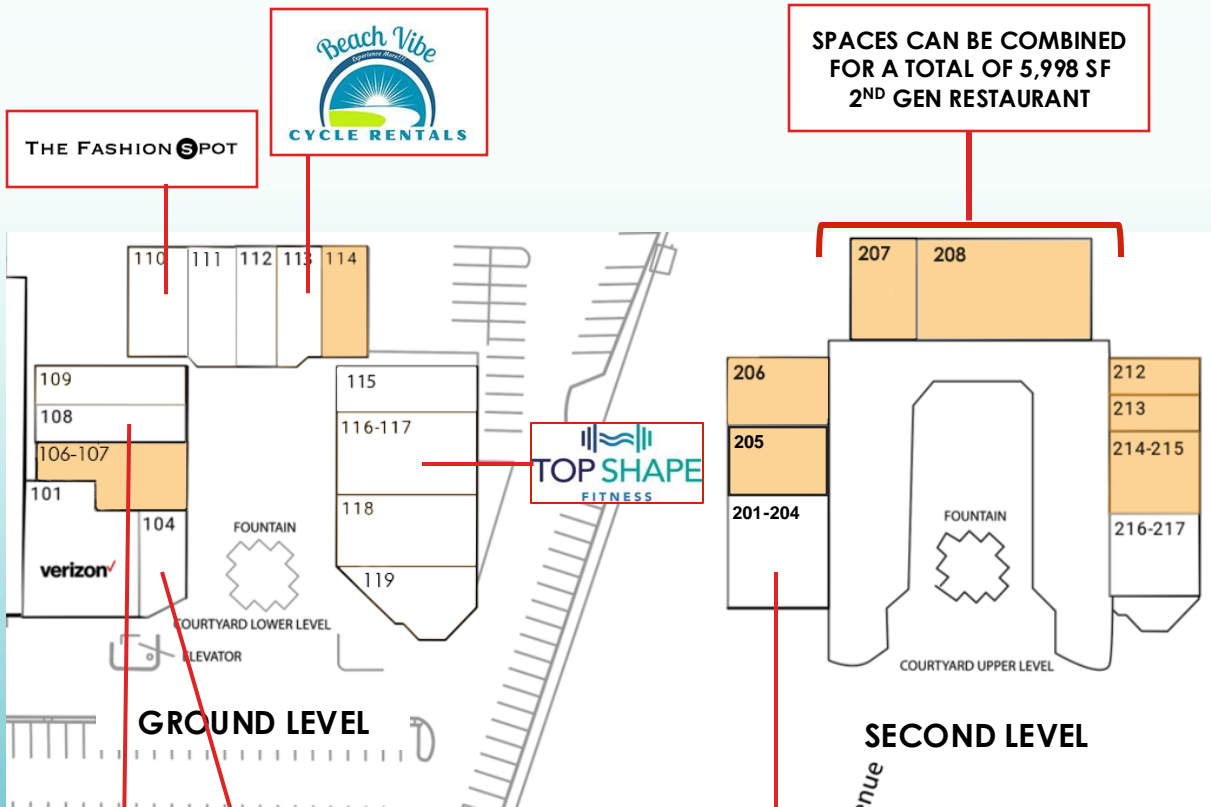 Beach Vibe
Experience More!!!
CYCLE RENTALS
SPACES CAN BE COMBINED
FOR A TOTAL OF 5,998 SF
2ND GEN RESTAURANT
THE FASHION SPOT
110
111
112
113
114
109
108
106-107
101
104
verizon
115
116-117
118
119
TOP SHAPE
FITNESS
FOUNTAIN
COURTYARD LOWER LEVEL
ELEVATOR
GROUND LEVEL
207
208
206
205
201-204
212
213
214-215
216-217
FOUNTAIN
COURTYARD UPPER LEVEL
SECOND LEVEL